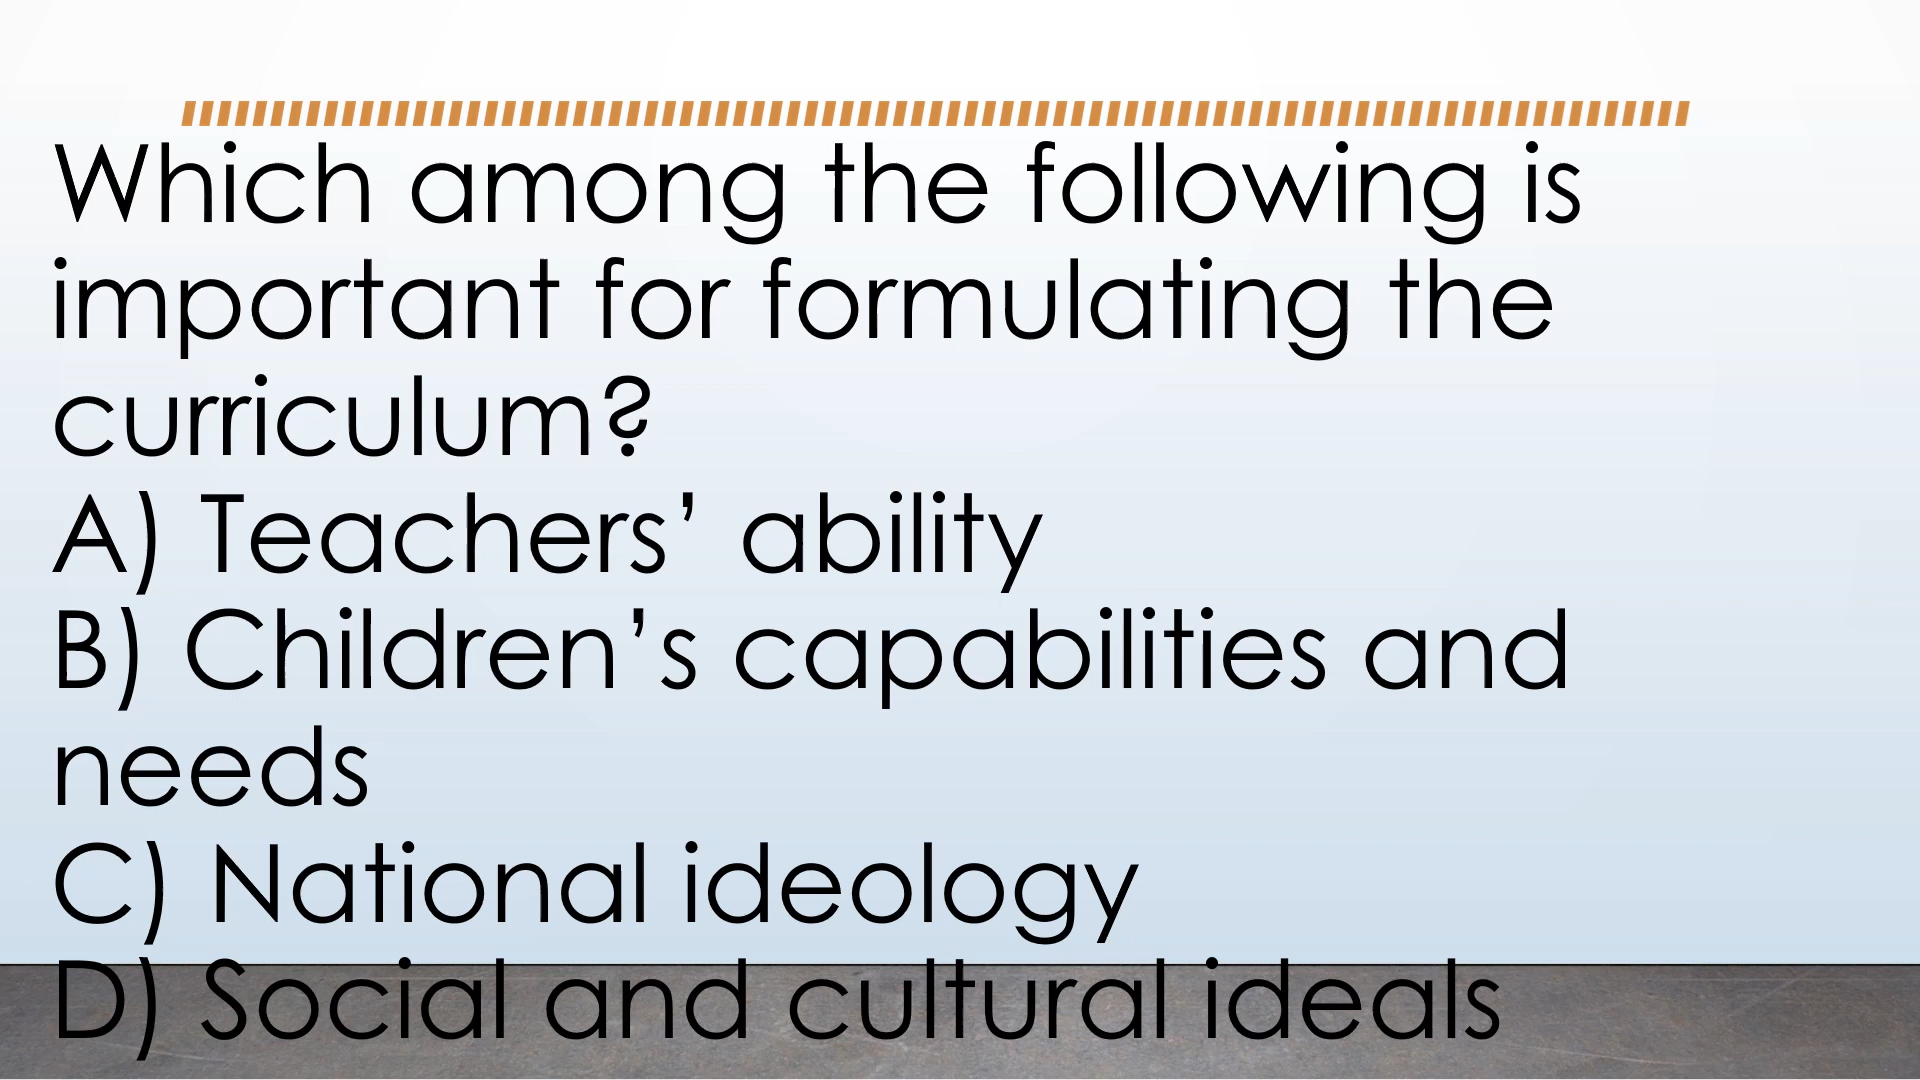 Which among the following is
important for formulating the
curriculum?
A) Teachers’ ability
B) Children’s capabilities and
needs
C) National ideology
D) Social and cultural ideals